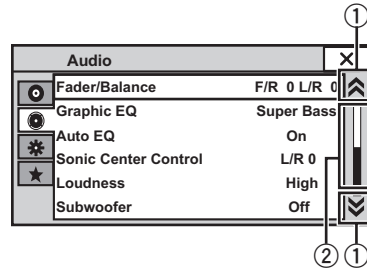 ①
Audio ×
Fader/Balance F/R 0 L/R 0
Graphic EQ Super Bass
Auto EQ On
Sonic Center Control L/R 0
Loudness High
Subwoofer Off
② ①